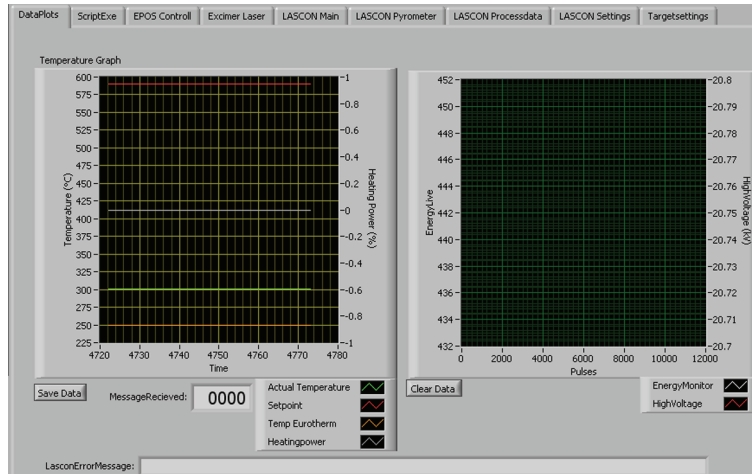 DataPlots ScriptExe EPOS Controll Excimer Laser LASCON Main LASCON Pyrometer LASCON Processdata LASCON Settings Targetsettings
Temperature Graph
600
575
550
525
500
475
450
425
400
375
350
325
300
275
250
225
Temperature (°C)
1
0.8
0.6
0.4
0.2
0
-0.2
-0.4
-0.6
-0.8
-1
Heating Power (%)
4720 4730 4740 4750 4760 4770 4780
Time
452
450
448
446
444
442
440
438
436
434
432
EnergyLive
20.8
20.79
20.78
20.77
20.76
20.75
20.74
20.73
20.72
20.71
20.7
HighVoltage (kV)
0 2000 4000 6000 8000 10000 12000
Pulses
Save Data
MessageRecieved: 0000
Actual Temperature
Setpoint
Temp Eurotherm
Heatingpower
Clear Data
EnergyMonitor
HighVoltage
LasconErrorMessage: